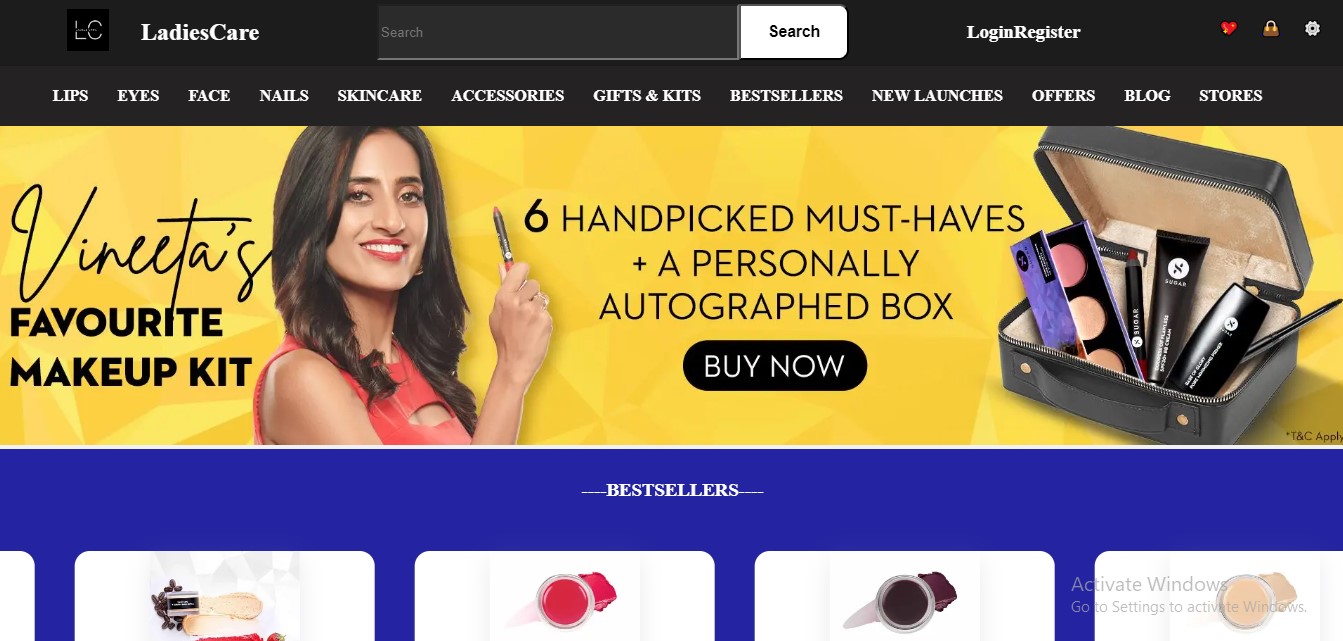 LC
LadiesCare
Search
Search
LoginRegister
LIPS EYES FACE NAILS SKINCARE ACCESSORIES GIFTS & KITS BESTSELLERS NEW LAUNCHES OFFERS BLOG STORES
Vineeta's
FAVOURITE
MAKEUP KIT
6 HANDPICKED MUST-HAVES
+ A PERSONALLY
AUTOGRAPHED BOX
BUY NOW
SUGAR
SUGAR
*T&C Apply
----BESTSELLERS----
Activate Windows
Go to Settings to activate Windows.